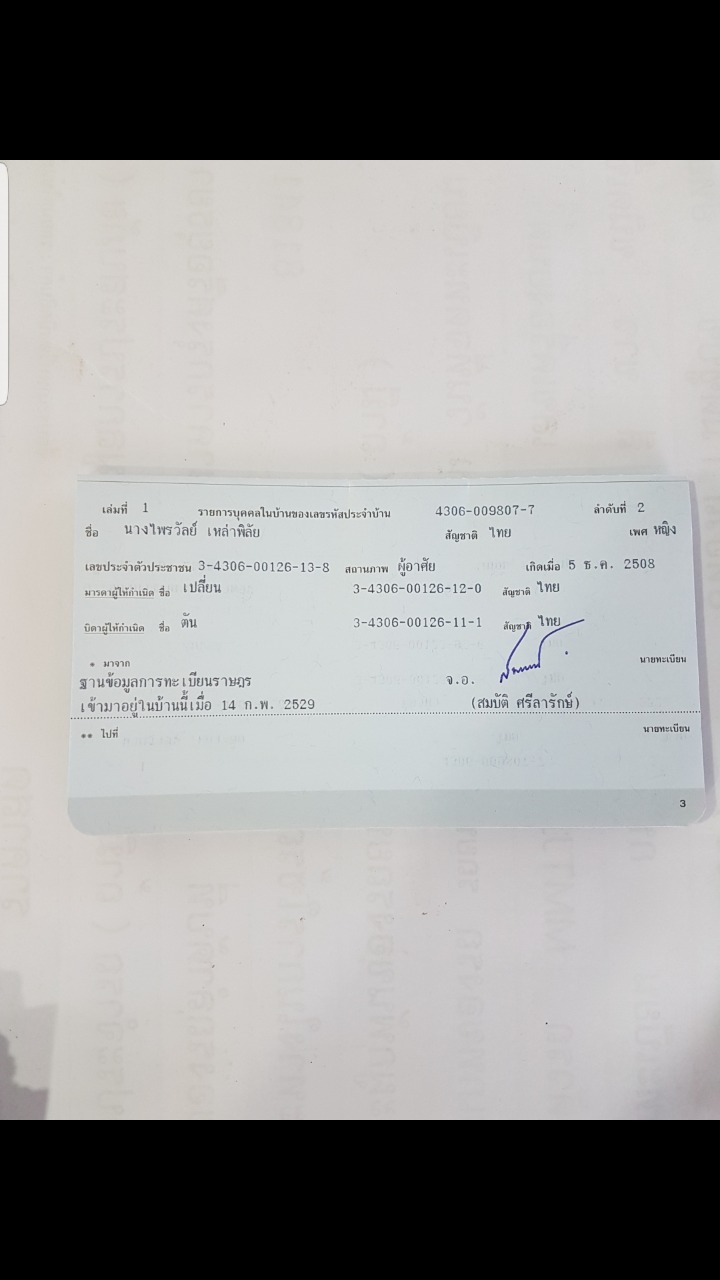 เล่มที่ 1 รายการบุคคลในบ้านของเลขรหัสประจำบ้าน 4306-009807-7 ลำดับที่ 2
ชื่อ นางไพรวัลย์ เหล่าพิลัย สัญชาติ ไทย เพศ หญิง
เลขประจำตัวประชาชน 3-4306-00126-13-8 สถานภาพ ผู้อาศัย เกิดเมื่อ 5 ธ.ค. 2508
มารดาผู้ให้กำเนิด ชื่อ เปลี่ยน 3-4306-00126-12-0 สัญชาติ ไทย
บิดาผู้ให้กำเนิด ชื่อ ตัน 3-4306-00126-11-1 สัญชาติ ไทย
* มาจาก นายทะเบียน
ฐานข้อมูลการทะเบียนราษฎร จ.อ.
เข้ามาอยู่ในบ้านนี้เมื่อ 14 ก.พ. 2529 (สมบัติ ศรีลารักษ์)
** ไปที่ นายทะเบียน
3